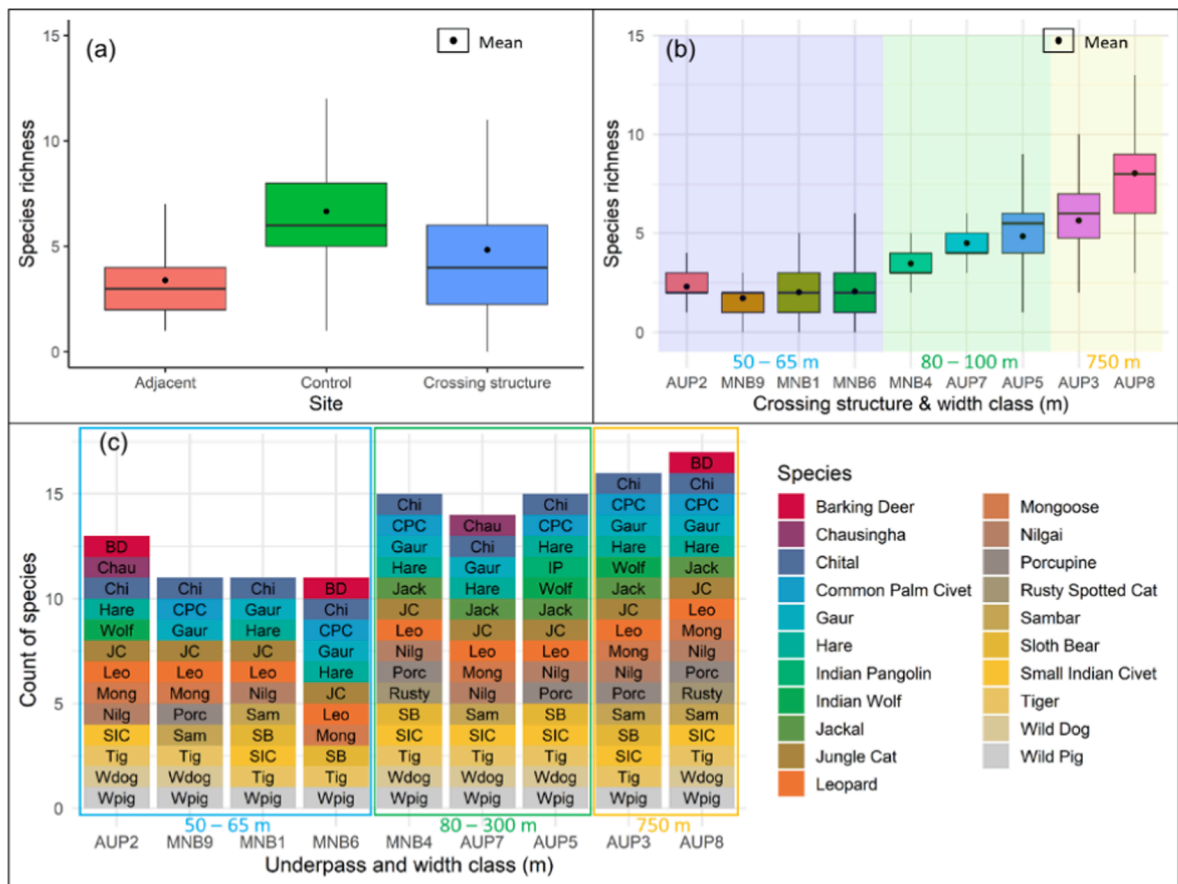 (a)
Mean
15
10
5
0
Species richness
Adjacent
Control
Crossing structure
Site
(b)
Mean
15
10
5
0
Species richness
50 – 65 m
80 – 100 m
750 m
AUP2 MNB9 MNB1 MNB6 MNB4 AUP7 AUP5 AUP3 AUP8
Crossing structure & width class (m)
(c)
15
10
5
0
Count of species
BD
Chau
Chi
Hare
Wolf
JC
Leo
Mong
Nilg
SIC
Tig
Wdog
Wpig
Chi
CPC
Gaur
JC
Leo
Mong
Porc
Sam
Tig
Wdog
Wpig
Chi
Gaur
Hare
JC
Leo
Nilg
Sam
SB
SIC
Tig
Wpig
BD
Chi
CPC
Gaur
Hare
JC
Leo
Mong
SB
Tig
Wpig
Chi
CPC
Gaur
Hare
Jack
JC
Leo
Nilg
Porc
Rusty
SB
SIC
Tig
Wdog
Wpig
Chau
Chi
Gaur
Hare
Jack
JC
Leo
Mong
Nilg
Sam
SIC
Tig
Wdog
Wpig
Chi
CPC
Hare
IP
Wolf
Jack
JC
Leo
Nilg
Porc
SB
SIC
Tig
Wdog
Wpig
Chi
CPC
Gaur
Hare
Wolf
Jack
JC
Leo
Mong
Nilg
Porc
Sam
SB
SIC
Tig
Wpig
BD
Chi
CPC
Gaur
Hare
Jack
JC
Leo
Mong
Nilg
Porc
Rusty
Sam
SIC
Tig
Wdog
Wpig
50 – 65 m
80 – 300 m
750 m
AUP2 MNB9 MNB1 MNB6 MNB4 AUP7 AUP5 AUP3 AUP8
Underpass and width class (m)
Species
Barking Deer
Chausingha
Chital
Common Palm Civet
Gaur
Hare
Indian Pangolin
Indian Wolf
Jackal
Jungle Cat
Leopard
Mongoose
Nilgai
Porcupine
Rusty Spotted Cat
Sambar
Sloth Bear
Small Indian Civet
Tiger
Wild Dog
Wild Pig